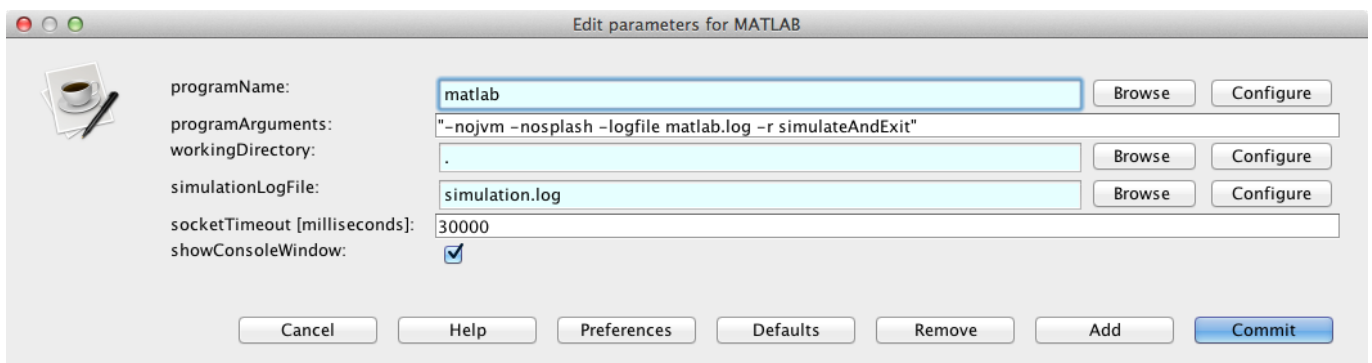 Edit parameters for MATLAB
programName: matlab Browse Configure
programArguments: "-nojvm -nosplash -logfile matlab.log -r simulateAndExit"
workingDirectory: . Browse Configure
simulationLogFile: simulation.log Browse Configure
socketTimeout [milliseconds]: 30000
showConsoleWindow:
Cancel Help Preferences Defaults Remove Add Commit